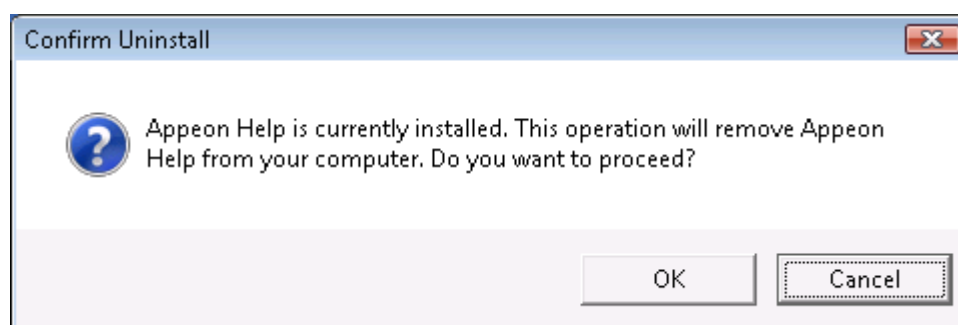 Confirm Uninstall
Appeon Help is currently installed. This operation will remove Appeon
Help from your computer. Do you want to proceed?
OK
Cancel